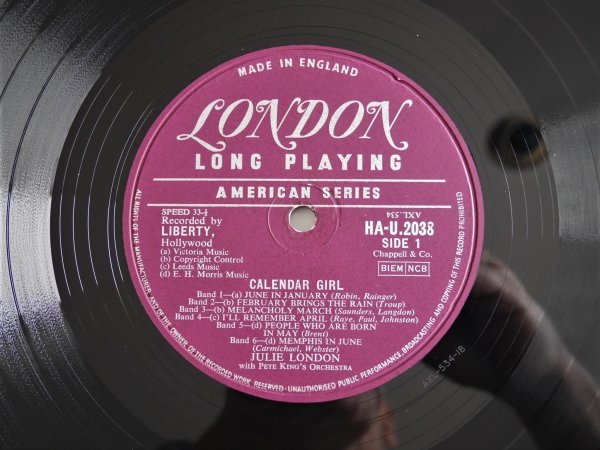 MADE IN ENGLAND
LONDON
LONG PLAYING
AMERICAN SERIES
SPEED 33-⅓
Recorded by
LIBERTY,
Hollywood
(a) Victoria Music
(b) Copyright Control
(c) Leeds Music
(d) E. H. Morris Music
AXL.534
HA-U.2038
SIDE 1
Chappell & Co.
BIEM NCB
CALENDAR GIRL
Band 1—(a) JUNE IN JANUARY (Robin, Rainger)
Band 2—(b) FEBRUARY BRINGS THE RAIN (Troup)
Band 3—(b) MELANCHOLY MARCH (Saunders, Langdon)
Band 4—(c) I'LL REMEMBER APRIL (Raye, Paul, Johnston)
Band 5—(d) PEOPLE WHO ARE BORN
IN MAY (Brent)
Band 6—(d) MEMPHIS IN JUNE
(Carmichael, Webster)
JULIE LONDON
with PETE KING'S ORCHESTRA
ALL RIGHTS OF THE MANUFACTURER AND OF THE OWNER OF THE RECORDED WORK RESERVED · UNAUTHORISED PUBLIC PERFORMANCE, BROADCASTING AND COPYING OF THIS RECORD PROHIBITED
AXL-534-1B